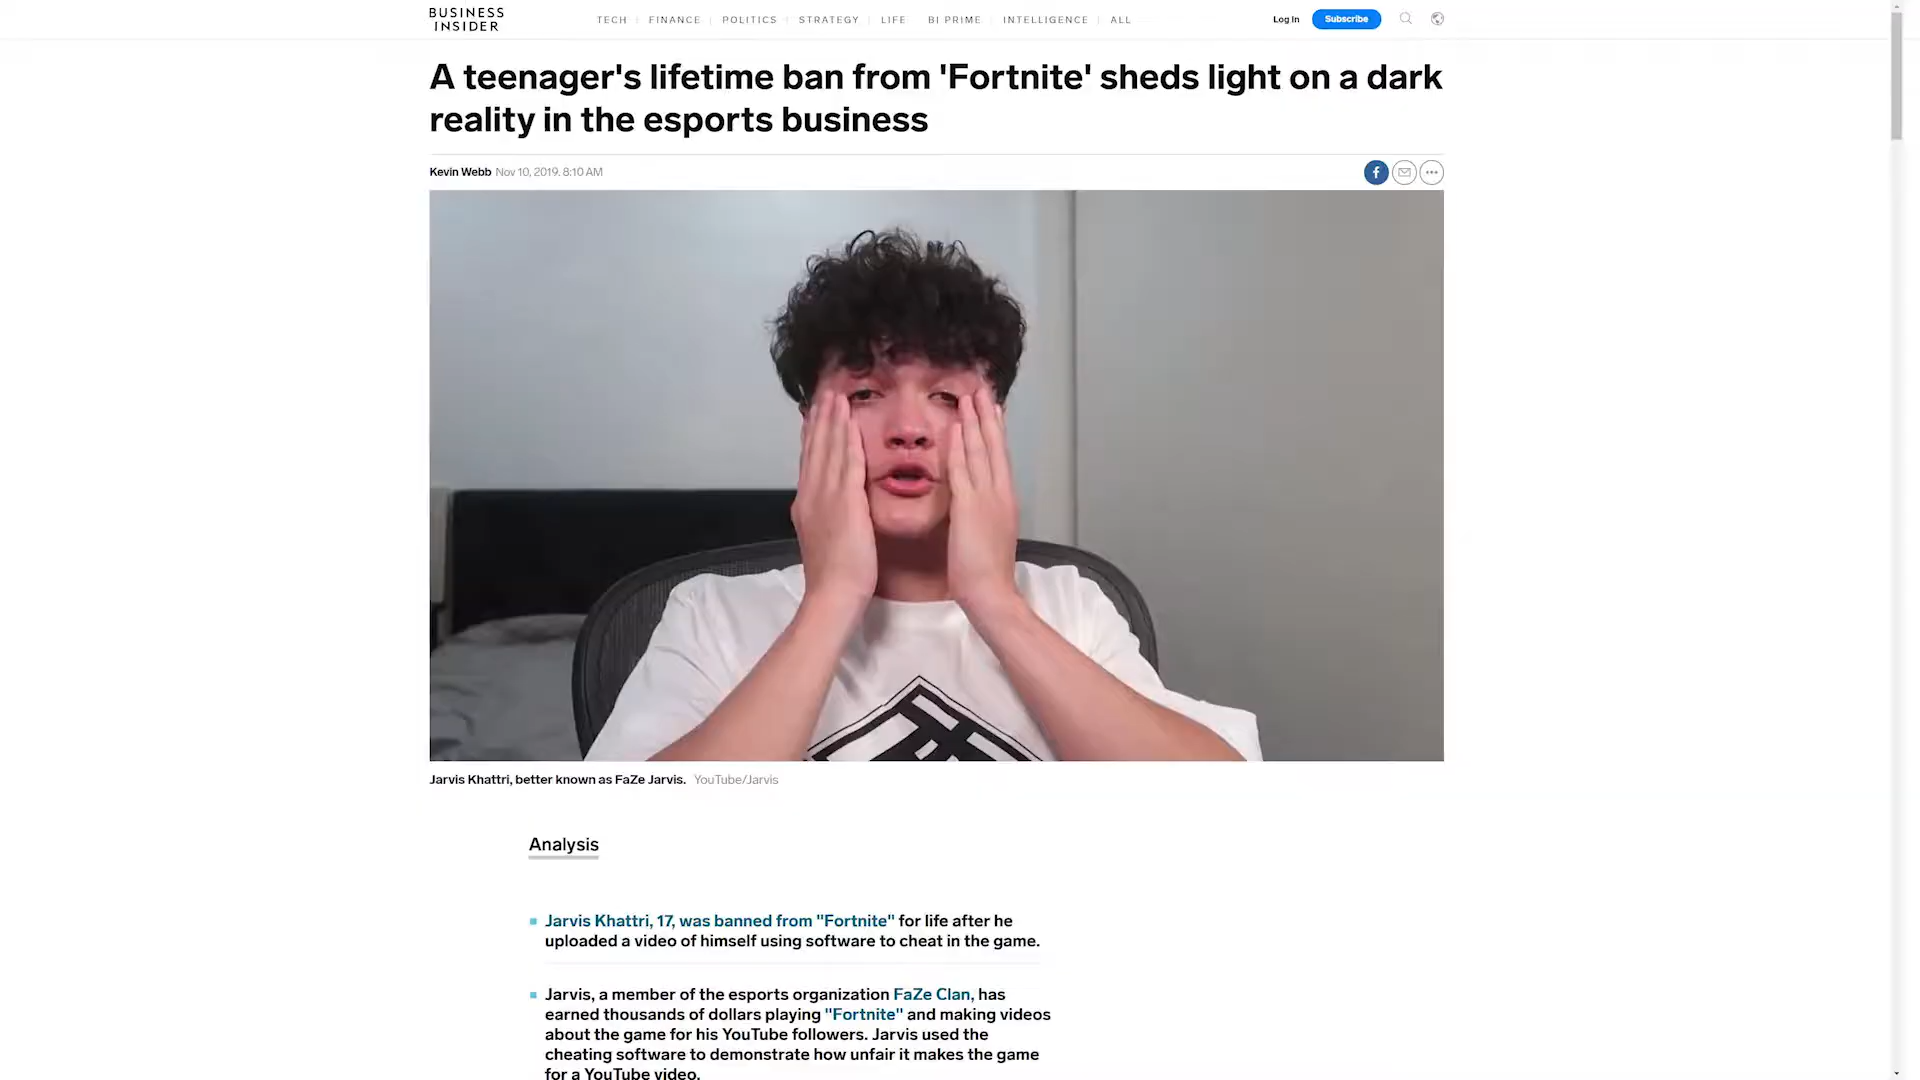 BUSINESS
INSIDER
TECH
FINANCE
POLITICS
STRATEGY
LIFE
BI PRIME
INTELLIGENCE
ALL
Log In
Subscribe
A teenager's lifetime ban from 'Fortnite' sheds light on a dark
reality in the esports business
Kevin Webb Nov 10, 2019, 8:10 AM
f
Jarvis Khattri, better known as FaZe Jarvis. YouTube/Jarvis
Analysis
Jarvis Khattri, 17, was banned from "Fortnite" for life after he
uploaded a video of himself using software to cheat in the game.
Jarvis, a member of the esports organization FaZe Clan, has
earned thousands of dollars playing "Fortnite" and making videos
about the game for his YouTube followers. Jarvis used the
cheating software to demonstrate how unfair it makes the game
for a YouTube video.